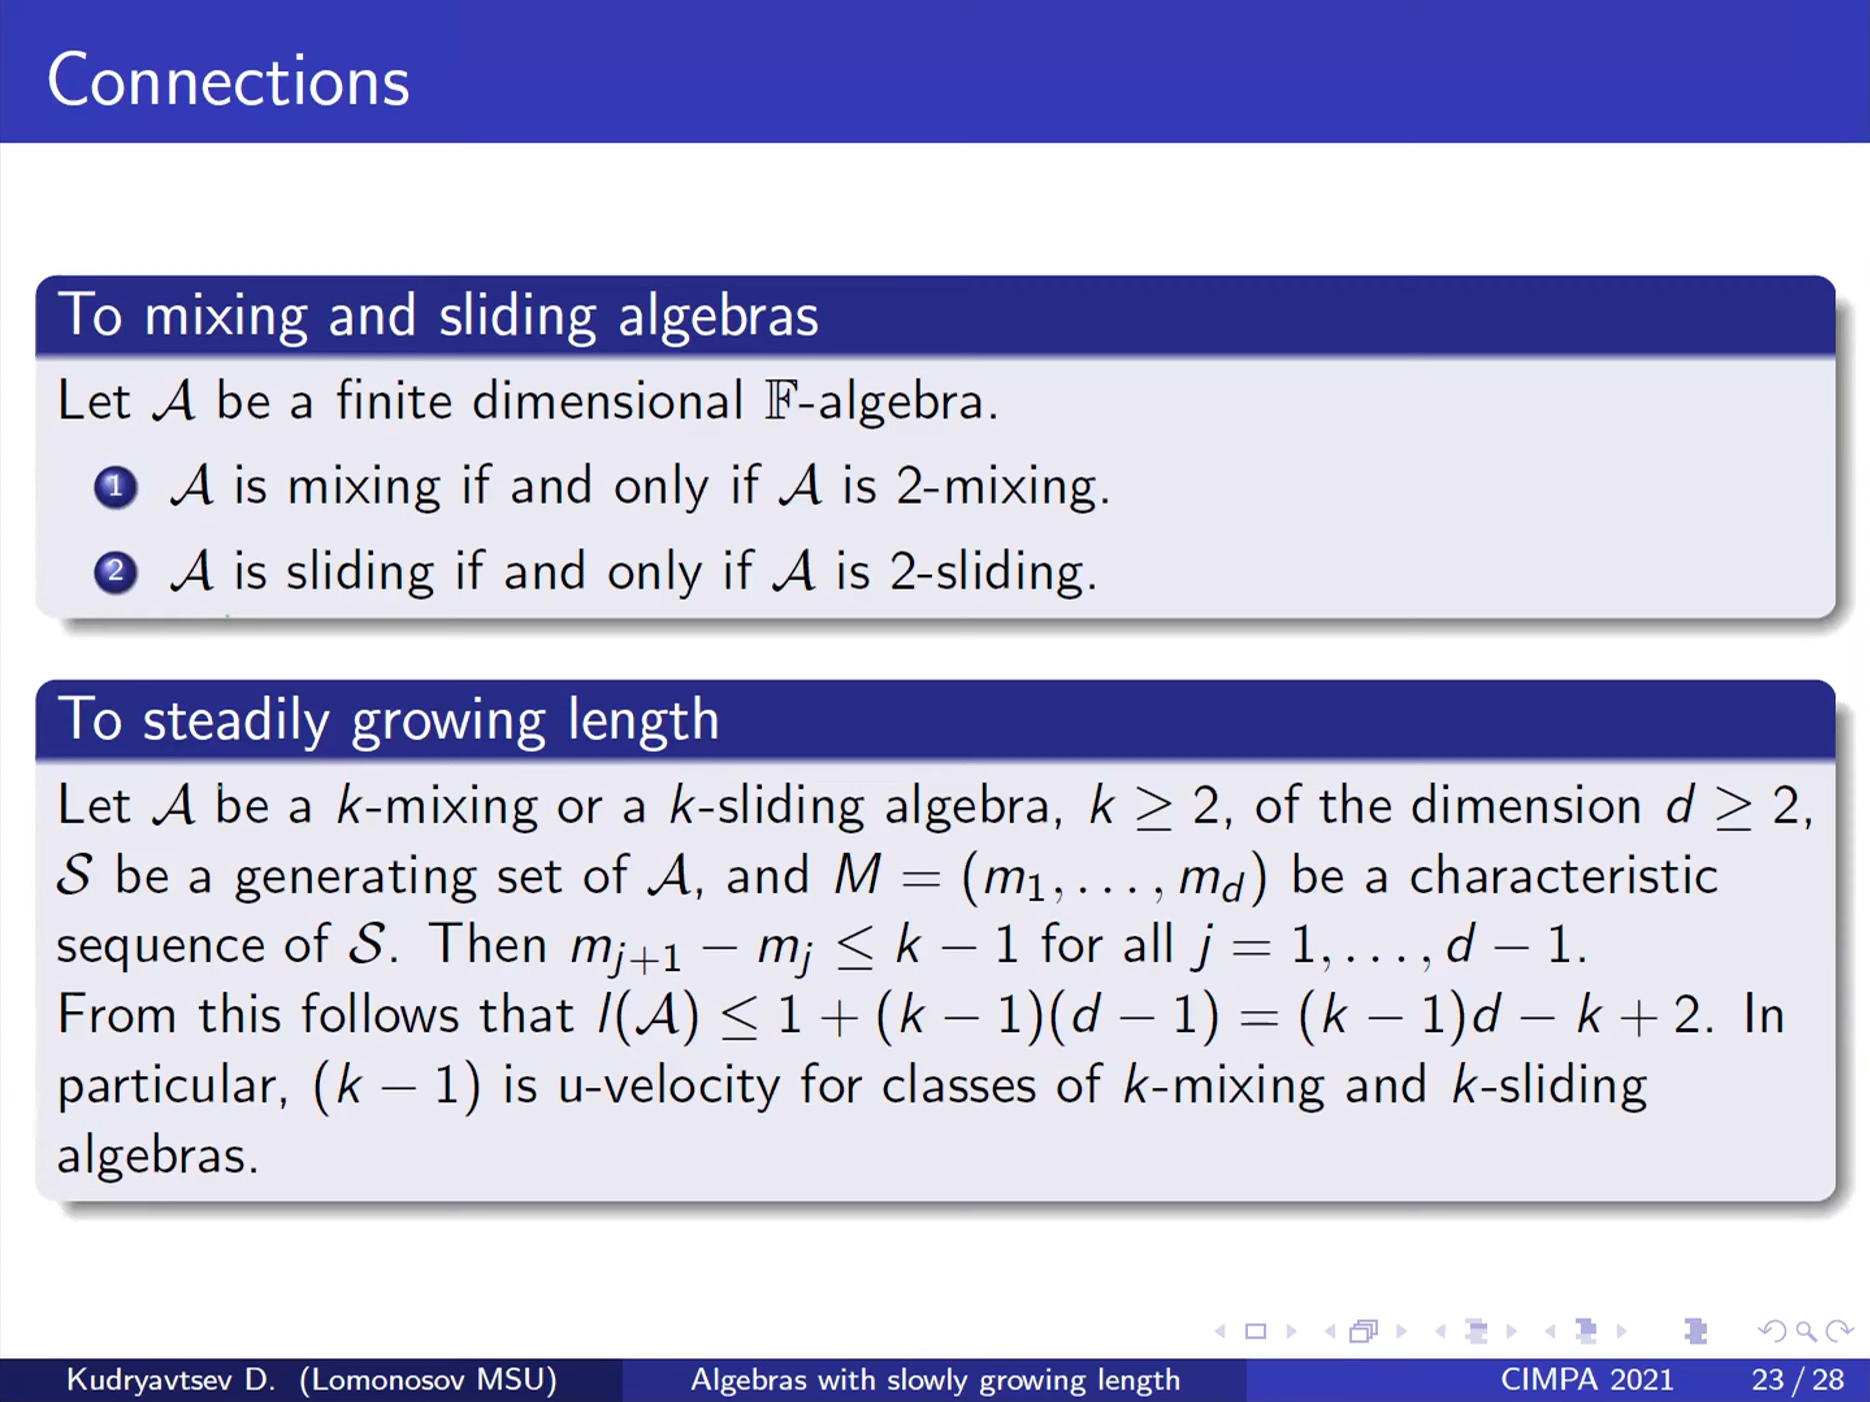 Connections
To mixing and sliding algebras
Let 𝒜 be a finite dimensional 𝔽-algebra.
1 𝒜 is mixing if and only if 𝒜 is 2-mixing.
2 𝒜 is sliding if and only if 𝒜 is 2-sliding.
To steadily growing length
Let 𝒜 be a k-mixing or a k-sliding algebra, k ≥ 2, of the dimension d ≥ 2,
𝒮 be a generating set of 𝒜, and M = (m₁, . . . , m_d) be a characteristic
sequence of 𝒮. Then m_{j+1} − m_j ≤ k − 1 for all j = 1, . . . , d − 1.
From this follows that l(𝒜) ≤ 1 + (k − 1)(d − 1) = (k − 1)d − k + 2. In
particular, (k − 1) is u-velocity for classes of k-mixing and k-sliding
algebras.
Kudryavtsev D. (Lomonosov MSU) Algebras with slowly growing length CIMPA 2021 23 / 28